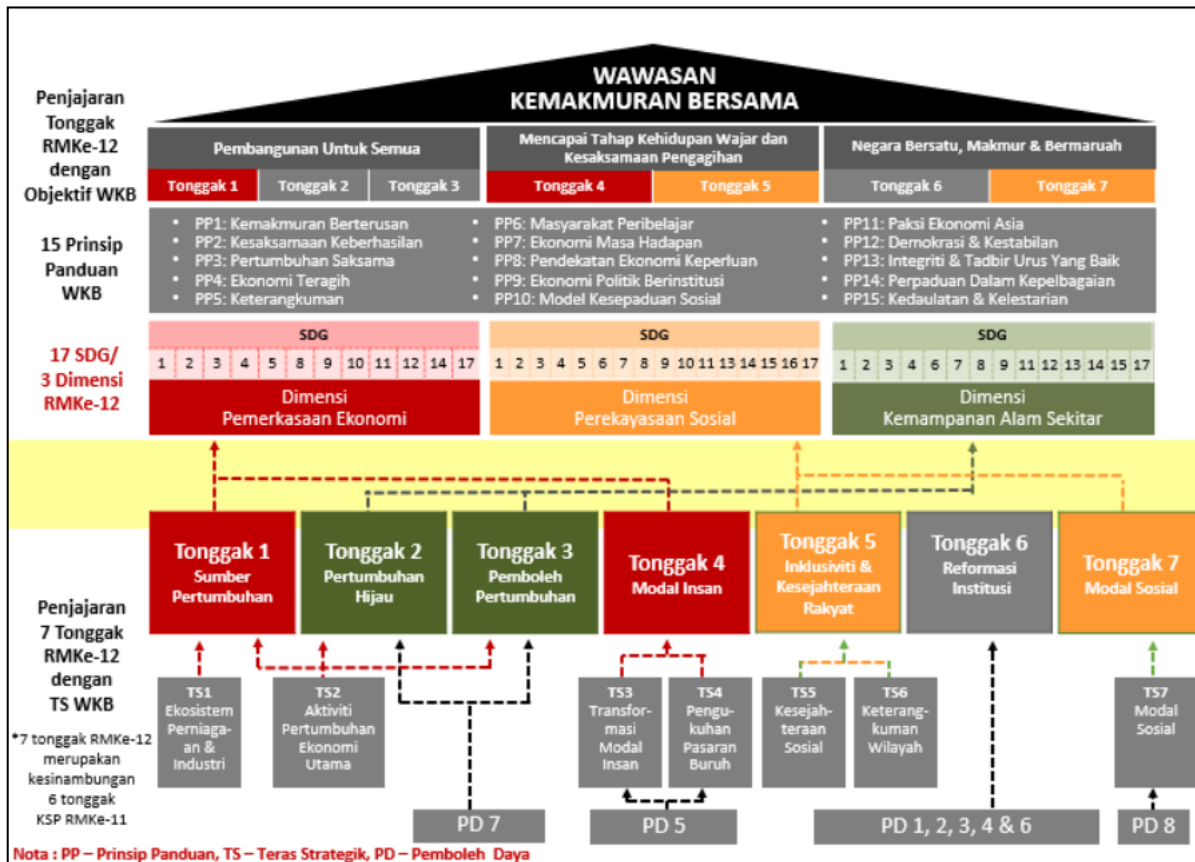 WAWASAN
KEMAKMURAN BERSAMA
Penjajaran
Tonggak
RMKe-12
dengan
Objektif WKB
Pembangunan Untuk Semua
Mencapai Tahap Kehidupan Wajar dan
Kesaksamaan Pengagihan
Negara Bersatu, Makmur & Bermaruah
Tonggak 1 Tonggak 2 Tonggak 3 Tonggak 4 Tonggak 5 Tonggak 6 Tonggak 7
15 Prinsip
Panduan
WKB
• PP1: Kemakmuran Berterusan
• PP2: Kesaksamaan Keberhasilan
• PP3: Pertumbuhan Saksama
• PP4: Ekonomi Teragih
• PP5: Keterangkuman
• PP6: Masyarakat Peribelajar
• PP7: Ekonomi Masa Hadapan
• PP8: Pendekatan Ekonomi Keperluan
• PP9: Ekonomi Politik Berinstitusi
• PP10: Model Kesepaduan Sosial
• PP11: Paksi Ekonomi Asia
• PP12: Demokrasi & Kestabilan
• PP13: Integriti & Tadbir Urus Yang Baik
• PP14: Perpaduan Dalam Kepelbagaian
• PP15: Kedaulatan & Kelestarian
17 SDG/
3 Dimensi
RMKe-12
SDG
1 2 3 4 5 6 7 8 9 10 11 12 14 17
Dimensi
Pemerkasaan Ekonomi
SDG
1 2 3 4 5 6 7 8 9 10 11 13 14 15 16 17
Dimensi
Perekayasaan Sosial
SDG
1 2 3 4 5 6 7 8 9 11 12 13 14 15 17
Dimensi
Kemampanan Alam Sekitar
Penjajaran
7 Tonggak
RMKe-12
dengan
TS WKB
*7 tonggak RMKe-12
merupakan
kesinambungan
6 tonggak
KSP RMKe-11
Tonggak 1
Sumber
Pertumbuhan
Tonggak 2
Pertumbuhan
Hijau
Tonggak 3
Pemboleh
Pertumbuhan
Tonggak 4
Modal Insan
Tonggak 5
Inklusiviti &
Kesejahteraan
Rakyat
Tonggak 6
Reformasi
Institusi
Tonggak 7
Modal Sosial
TS1
Ekosistem
Perniaga-
an &
Industri
TS2
Aktiviti
Pertumbuhan
Ekonomi
Utama
TS3
Transfor-
masi
Modal
Insan
TS4
Pengu-
kuhan
Pasaran
Buruh
TS5
Kesejah-
teraan
Sosial
TS6
Keterang-
kuman
Wilayah
TS7
Modal
Sosial
PD 7
PD 5
PD 1, 2, 3, 4 & 6
PD 8
Nota : PP – Prinsip Panduan, TS – Teras Strategik, PD – Pemboleh Daya